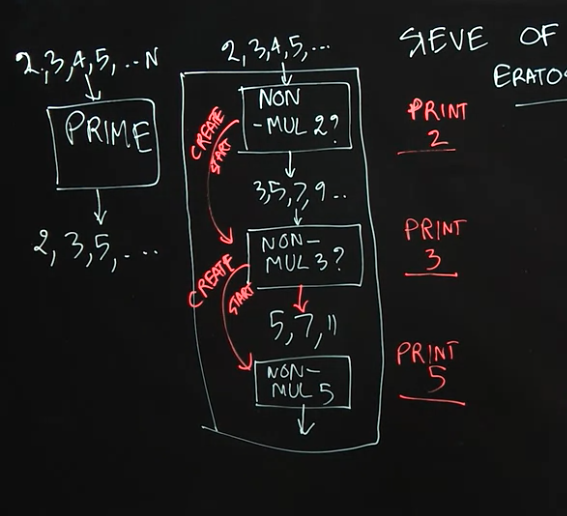 2,3,4,5,...N
PRIME
2, 3,5,...
2,3,4,5,...
NON
-MUL 2?
CREATE
START
3,5,7,9..
NON-
MUL 3?
CREATE
START
5,7,11
NON-
MUL 5
SIEVE OF
ERATOS
PRINT
2
PRINT
3
PRINT
5